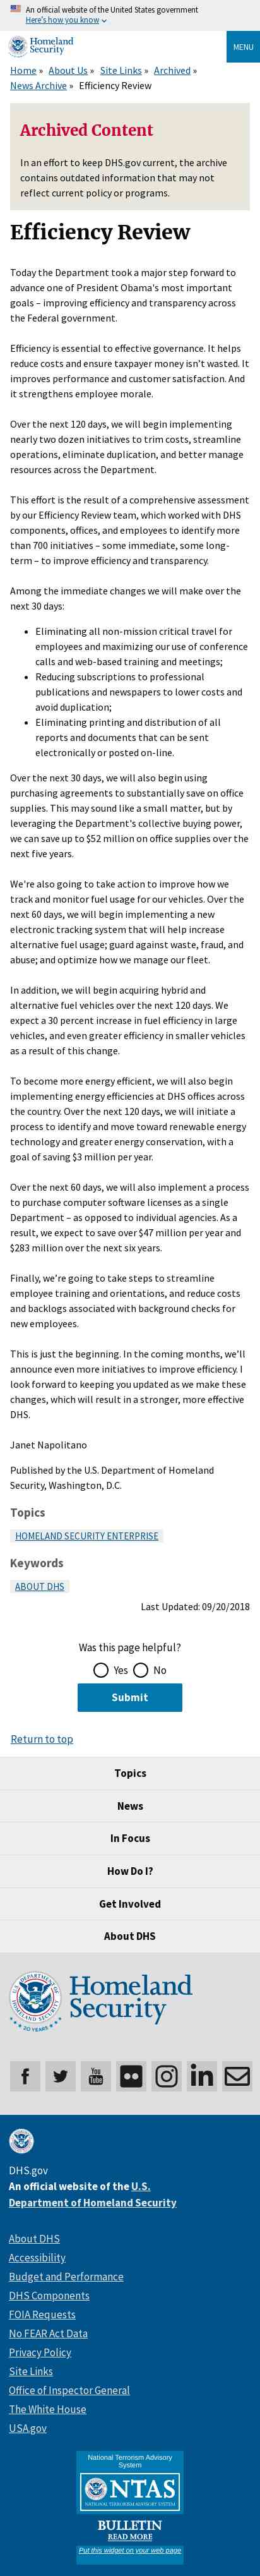 An official website of the United States government
Here's how you know
Homeland
Security
MENU
Home » About Us » Site Links » Archived »
News Archive » Efficiency Review
Archived Content
In an effort to keep DHS.gov current, the archive
contains outdated information that may not
reflect current policy or programs.
Efficiency Review
Today the Department took a major step forward to
advance one of President Obama's most important
goals – improving efficiency and transparency across
the Federal government.
Efficiency is essential to effective governance. It helps
reduce costs and ensure taxpayer money isn't wasted. It
improves performance and customer satisfaction. And
it strengthens employee morale.
Over the next 120 days, we will begin implementing
nearly two dozen initiatives to trim costs, streamline
operations, eliminate duplication, and better manage
resources across the Department.
This effort is the result of a comprehensive assessment
by our Efficiency Review team, which worked with DHS
components, offices, and employees to identify more
than 700 initiatives – some immediate, some long-
term – to improve efficiency and transparency.
Among the immediate changes we will make over the
next 30 days:
• Eliminating all non-mission critical travel for
employees and maximizing our use of conference
calls and web-based training and meetings;
• Reducing subscriptions to professional
publications and newspapers to lower costs and
avoid duplication;
• Eliminating printing and distribution of all
reports and documents that can be sent
electronically or posted on-line.
Over the next 30 days, we will also begin using
purchasing agreements to substantially save on office
supplies. This may sound like a small matter, but by
leveraging the Department's collective buying power,
we can save up to $52 million on office supplies over the
next five years.
We're also going to take action to improve how we
track and monitor fuel usage for our vehicles. Over the
next 60 days, we will begin implementing a new
electronic tracking system that will help increase
alternative fuel usage; guard against waste, fraud, and
abuse; and optimize how we manage our fleet.
In addition, we will begin acquiring hybrid and
alternative fuel vehicles over the next 120 days. We
expect a 30 percent increase in fuel efficiency in large
vehicles, and even greater efficiency in smaller vehicles
as a result of this change.
To become more energy efficient, we will also begin
implementing energy efficiencies at DHS offices across
the country. Over the next 120 days, we will initiate a
process to identify and move toward renewable energy
technology and greater energy conservation, with a
goal of saving $3 million per year.
Over the next 60 days, we will also implement a process
to purchase computer software licenses as a single
Department – as opposed to individual agencies. As a
result, we expect to save over $47 million per year and
$283 million over the next six years.
Finally, we're going to take steps to streamline
employee training and orientations, and reduce costs
and backlogs associated with background checks for
new employees.
This is just the beginning. In the coming months, we'll
announce even more initiatives to improve efficiency. I
look forward to keeping you updated as we make these
changes, which will result in a stronger, more effective
DHS.
Janet Napolitano
Published by the U.S. Department of Homeland
Security, Washington, D.C.
Topics
HOMELAND SECURITY ENTERPRISE
Keywords
ABOUT DHS
Last Updated: 09/20/2018
Was this page helpful?
Yes No
Submit
Return to top
Topics
News
In Focus
How Do I?
Get Involved
About DHS
Homeland
Security
20 YEARS
You
Tube
DHS.gov
An official website of the U.S.
Department of Homeland Security
About DHS
Accessibility
Budget and Performance
DHS Components
FOIA Requests
No FEAR Act Data
Privacy Policy
Site Links
Office of Inspector General
The White House
USA.gov
National Terrorism Advisory
System
NTAS
NATIONAL TERRORISM ADVISORY SYSTEM
BULLETIN
READ MORE
Put this widget on your web page